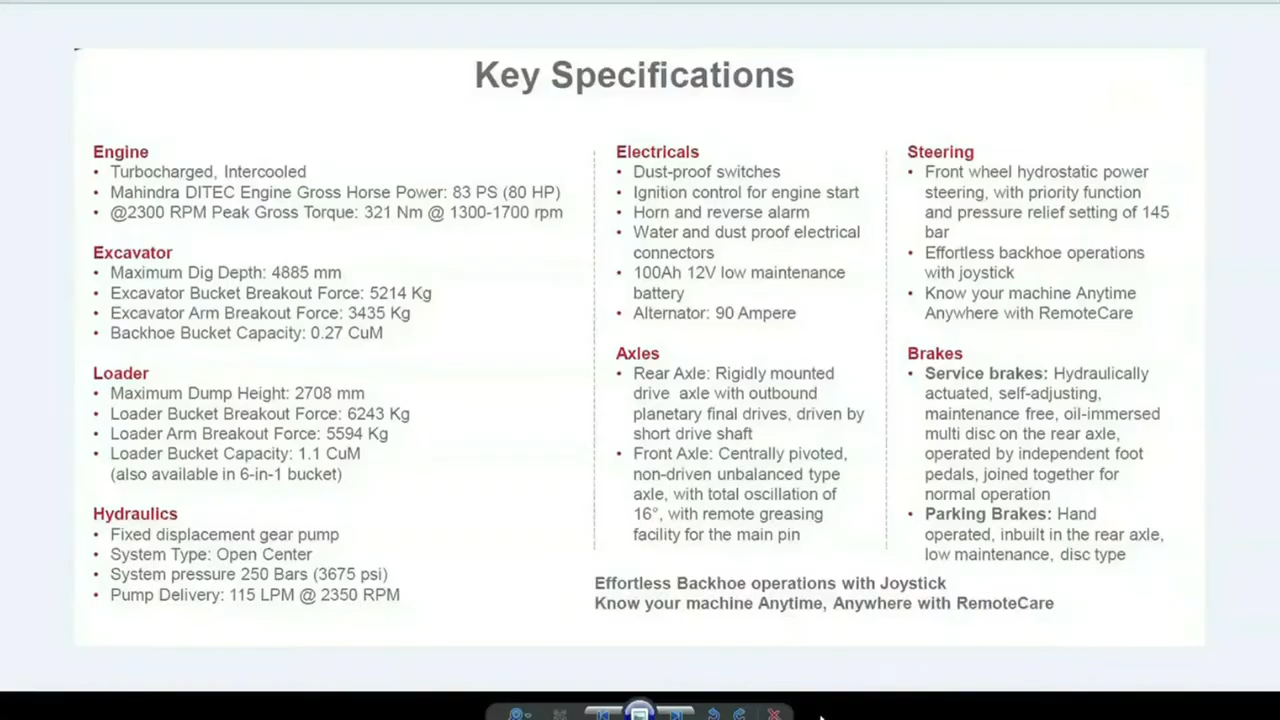 Key Specifications
Engine
• Turbocharged, Intercooled
• Mahindra DITEC Engine Gross Horse Power: 83 PS (80 HP)
• @2300 RPM Peak Gross Torque: 321 Nm @ 1300-1700 rpm
Excavator
• Maximum Dig Depth: 4885 mm
• Excavator Bucket Breakout Force: 5214 Kg
• Excavator Arm Breakout Force: 3435 Kg
• Backhoe Bucket Capacity: 0.27 CuM
Loader
• Maximum Dump Height: 2708 mm
• Loader Bucket Breakout Force: 6243 Kg
• Loader Arm Breakout Force: 5594 Kg
• Loader Bucket Capacity: 1.1 CuM
(also available in 6-in-1 bucket)
Hydraulics
• Fixed displacement gear pump
• System Type: Open Center
• System pressure 250 Bars (3675 psi)
• Pump Delivery: 115 LPM @ 2350 RPM
Electricals
• Dust-proof switches
• Ignition control for engine start
• Horn and reverse alarm
• Water and dust proof electrical
connectors
• 100Ah 12V low maintenance
battery
• Alternator: 90 Ampere
Axles
• Rear Axle: Rigidly mounted
drive axle with outbound
planetary final drives, driven by
short drive shaft
• Front Axle: Centrally pivoted,
non-driven unbalanced type
axle, with total oscillation of
16°, with remote greasing
facility for the main pin
Steering
• Front wheel hydrostatic power
steering, with priority function
and pressure relief setting of 145
bar
• Effortless backhoe operations
with joystick
• Know your machine Anytime
Anywhere with RemoteCare
Brakes
• Service brakes: Hydraulically
actuated, self-adjusting,
maintenance free, oil-immersed
multi disc on the rear axle,
operated by independent foot
pedals, joined together for
normal operation
• Parking Brakes: Hand
operated, inbuilt in the rear axle,
low maintenance, disc type
Effortless Backhoe operations with Joystick
Know your machine Anytime, Anywhere with RemoteCare